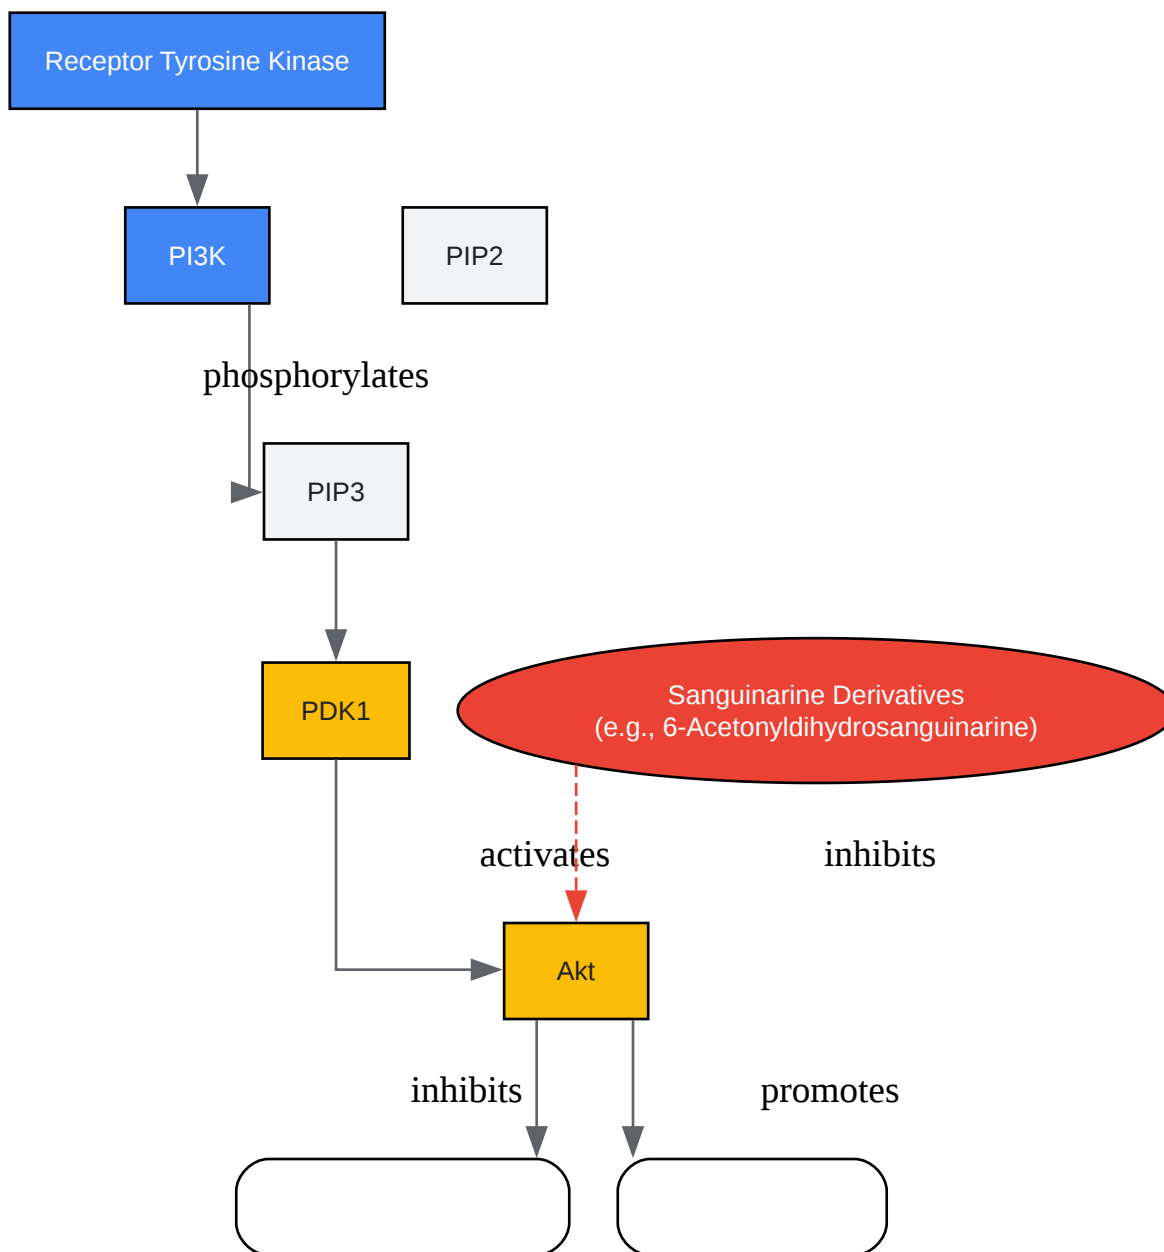 Receptor Tyrosine Kinase
PI3K
PIP2
phosphorylates
PIP3
PDK1
Sanguinarine Derivatives
(e.g., 6-Acetonyldihydrosanguinarine)
activates
inhibits
Akt
inhibits
promotes